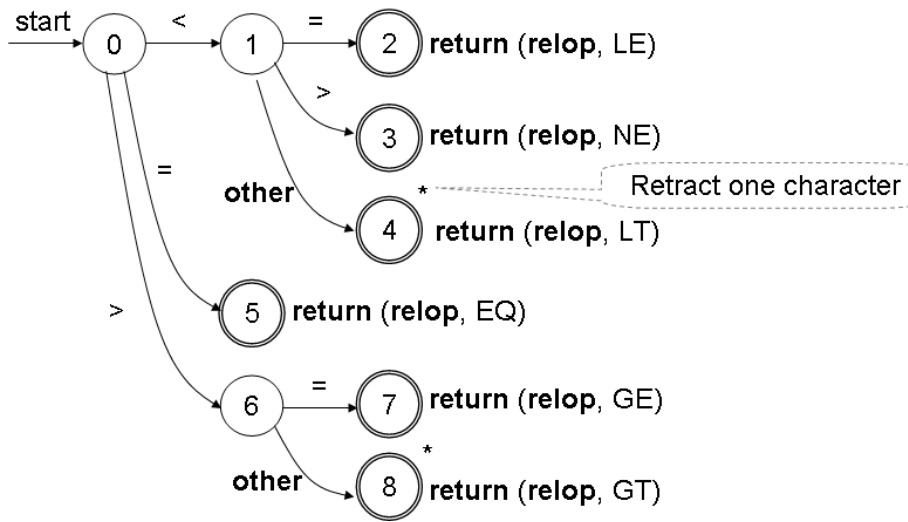 start
0
<
1
=
2
return (relop, LE)
>
3
return (relop, NE)
=
other
*
Retract one character
4
return (relop, LT)
>
5
return (relop, EQ)
6
=
7
return (relop, GE)
other
*
8
return (relop, GT)